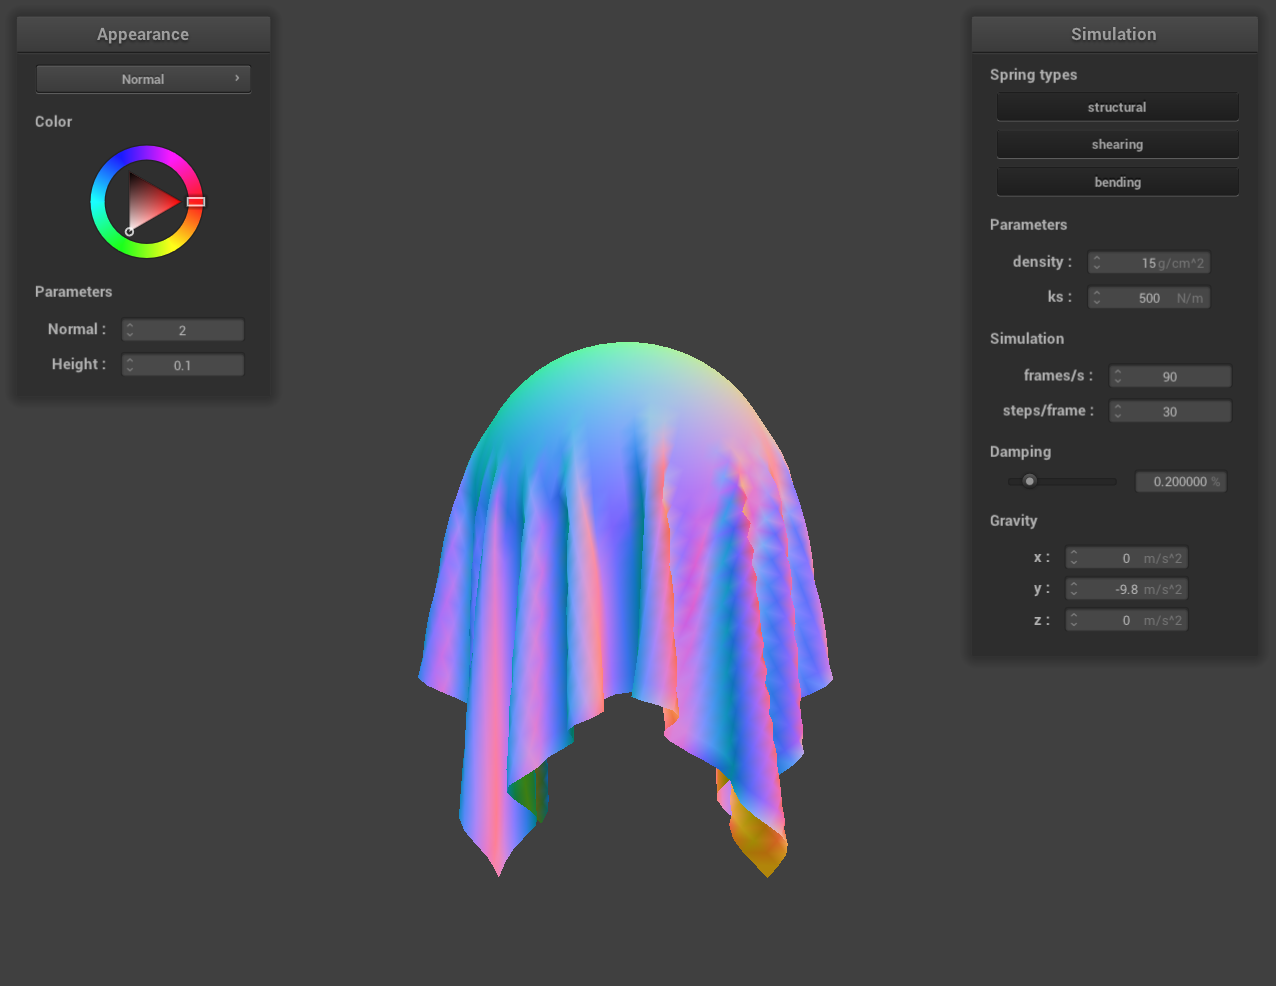 Appearance
Normal
Color
Parameters
Normal : 2
Height : 0.1
Simulation
Spring types
structural
shearing
bending
Parameters
density : 15 g/cm^2
ks : 500 N/m
Simulation
frames/s : 90
steps/frame : 30
Damping
0.200000 %
Gravity
x : 0 m/s^2
y : -9.8 m/s^2
z : 0 m/s^2